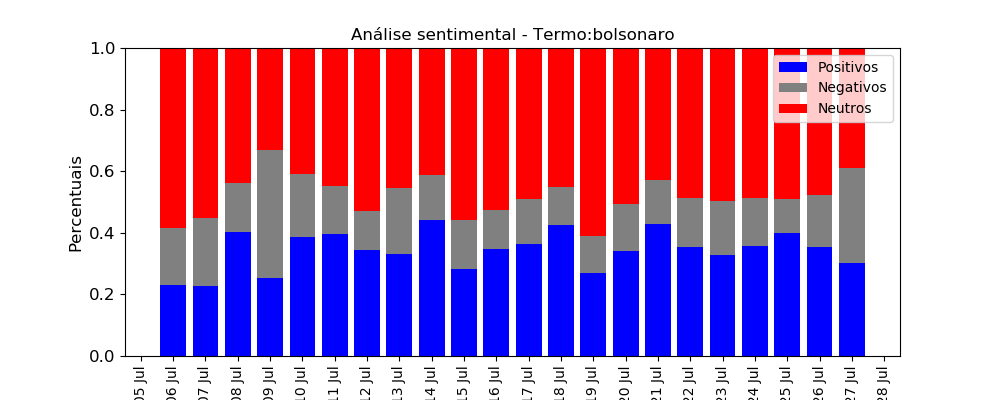 Análise sentimental - Termo:bolsonaro
Positivos
Negativos
Neutros
Percentuais
1.0
0.8
0.6
0.4
0.2
0.0
05 Jul
06 Jul
07 Jul
08 Jul
09 Jul
10 Jul
11 Jul
12 Jul
13 Jul
14 Jul
15 Jul
16 Jul
17 Jul
18 Jul
19 Jul
20 Jul
21 Jul
22 Jul
23 Jul
24 Jul
25 Jul
26 Jul
27 Jul
28 Jul